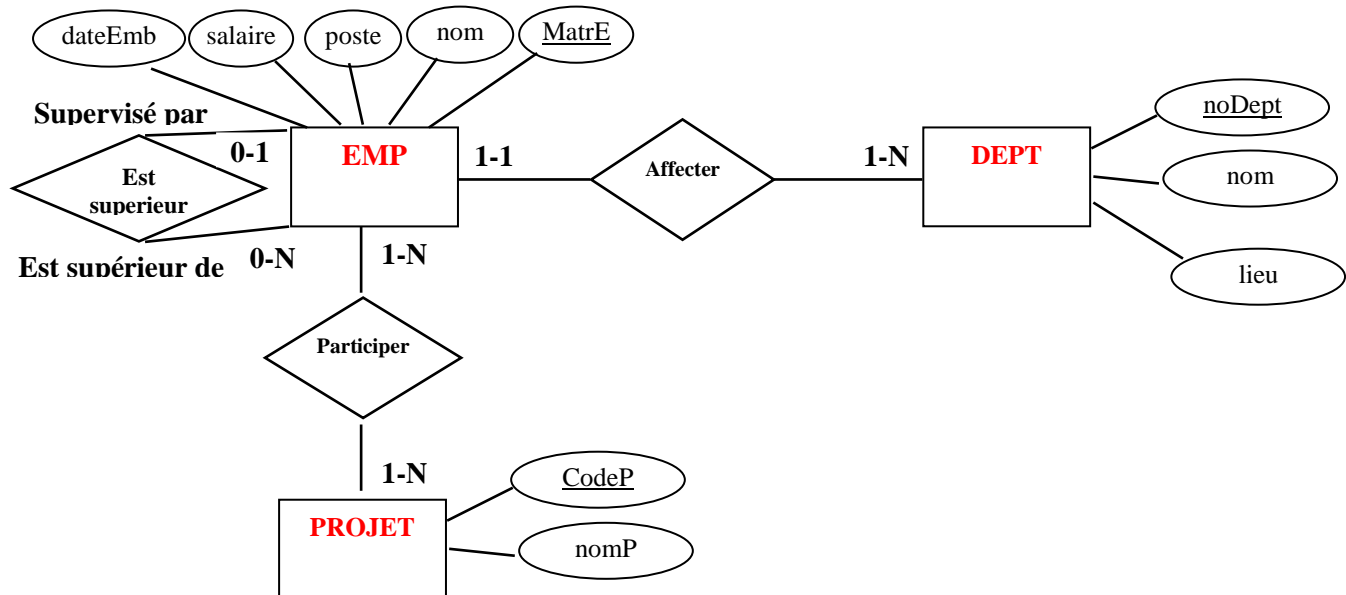 dateEmb salaire poste nom MatrE
Supervisé par
0-1
EMP
1-1
Affecter
1-N
DEPT
noDept
nom
lieu
Est
superieur
Est supérieur de
0-N
1-N
Participer
1-N
PROJET
CodeP
nomP